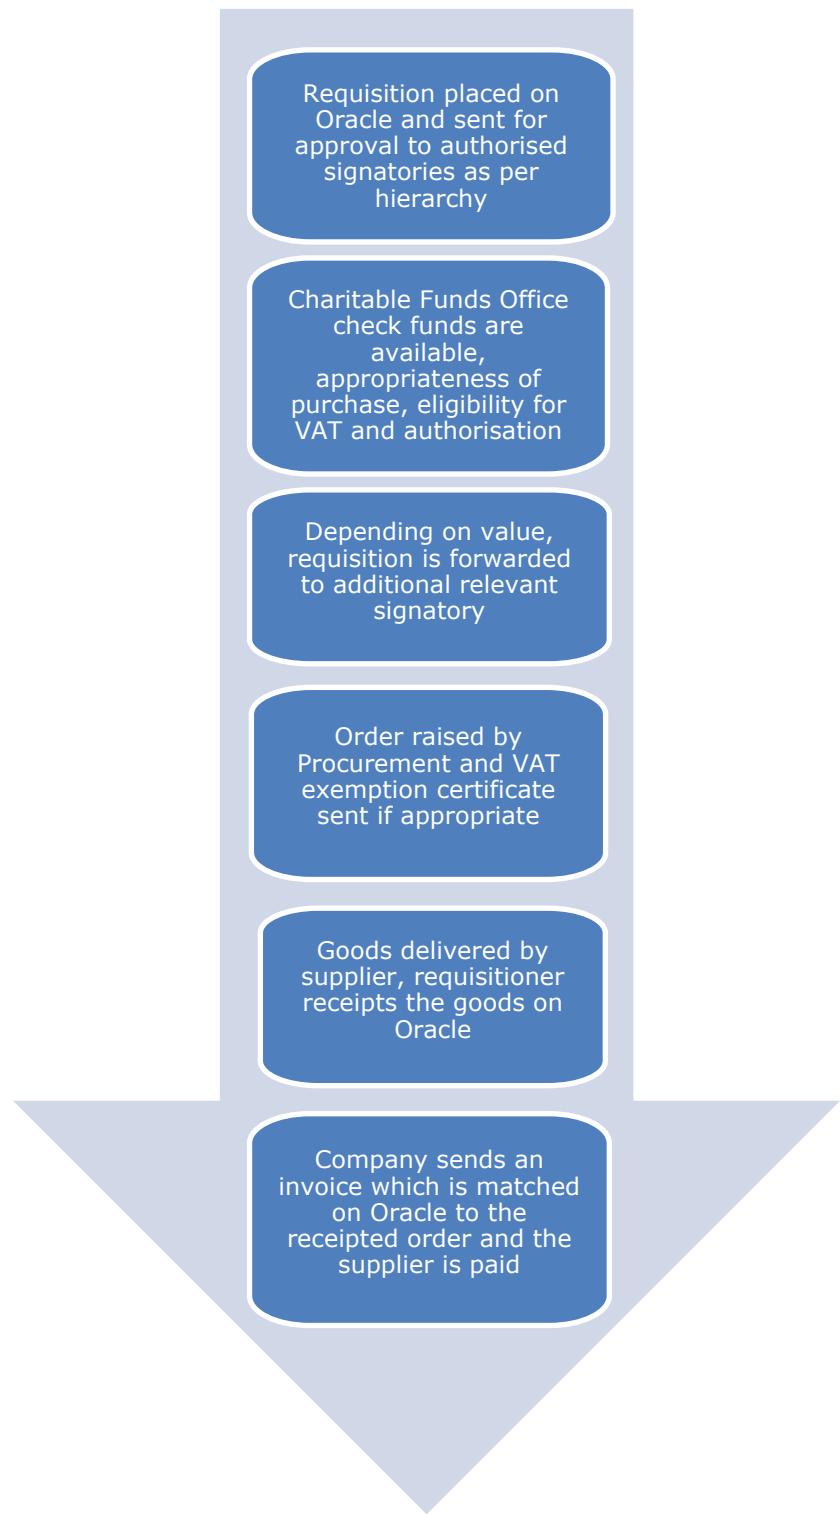 Requisition placed on
Oracle and sent for
approval to authorised
signatories as per
hierarchy
Charitable Funds Office
check funds are
available,
appropriateness of
purchase, eligibility for
VAT and authorisation
Depending on value,
requisition is forwarded
to additional relevant
signatory
Order raised by
Procurement and VAT
exemption certificate
sent if appropriate
Goods delivered by
supplier, requisitioner
receipts the goods on
Oracle
Company sends an
invoice which is matched
on Oracle to the
receipted order and the
supplier is paid